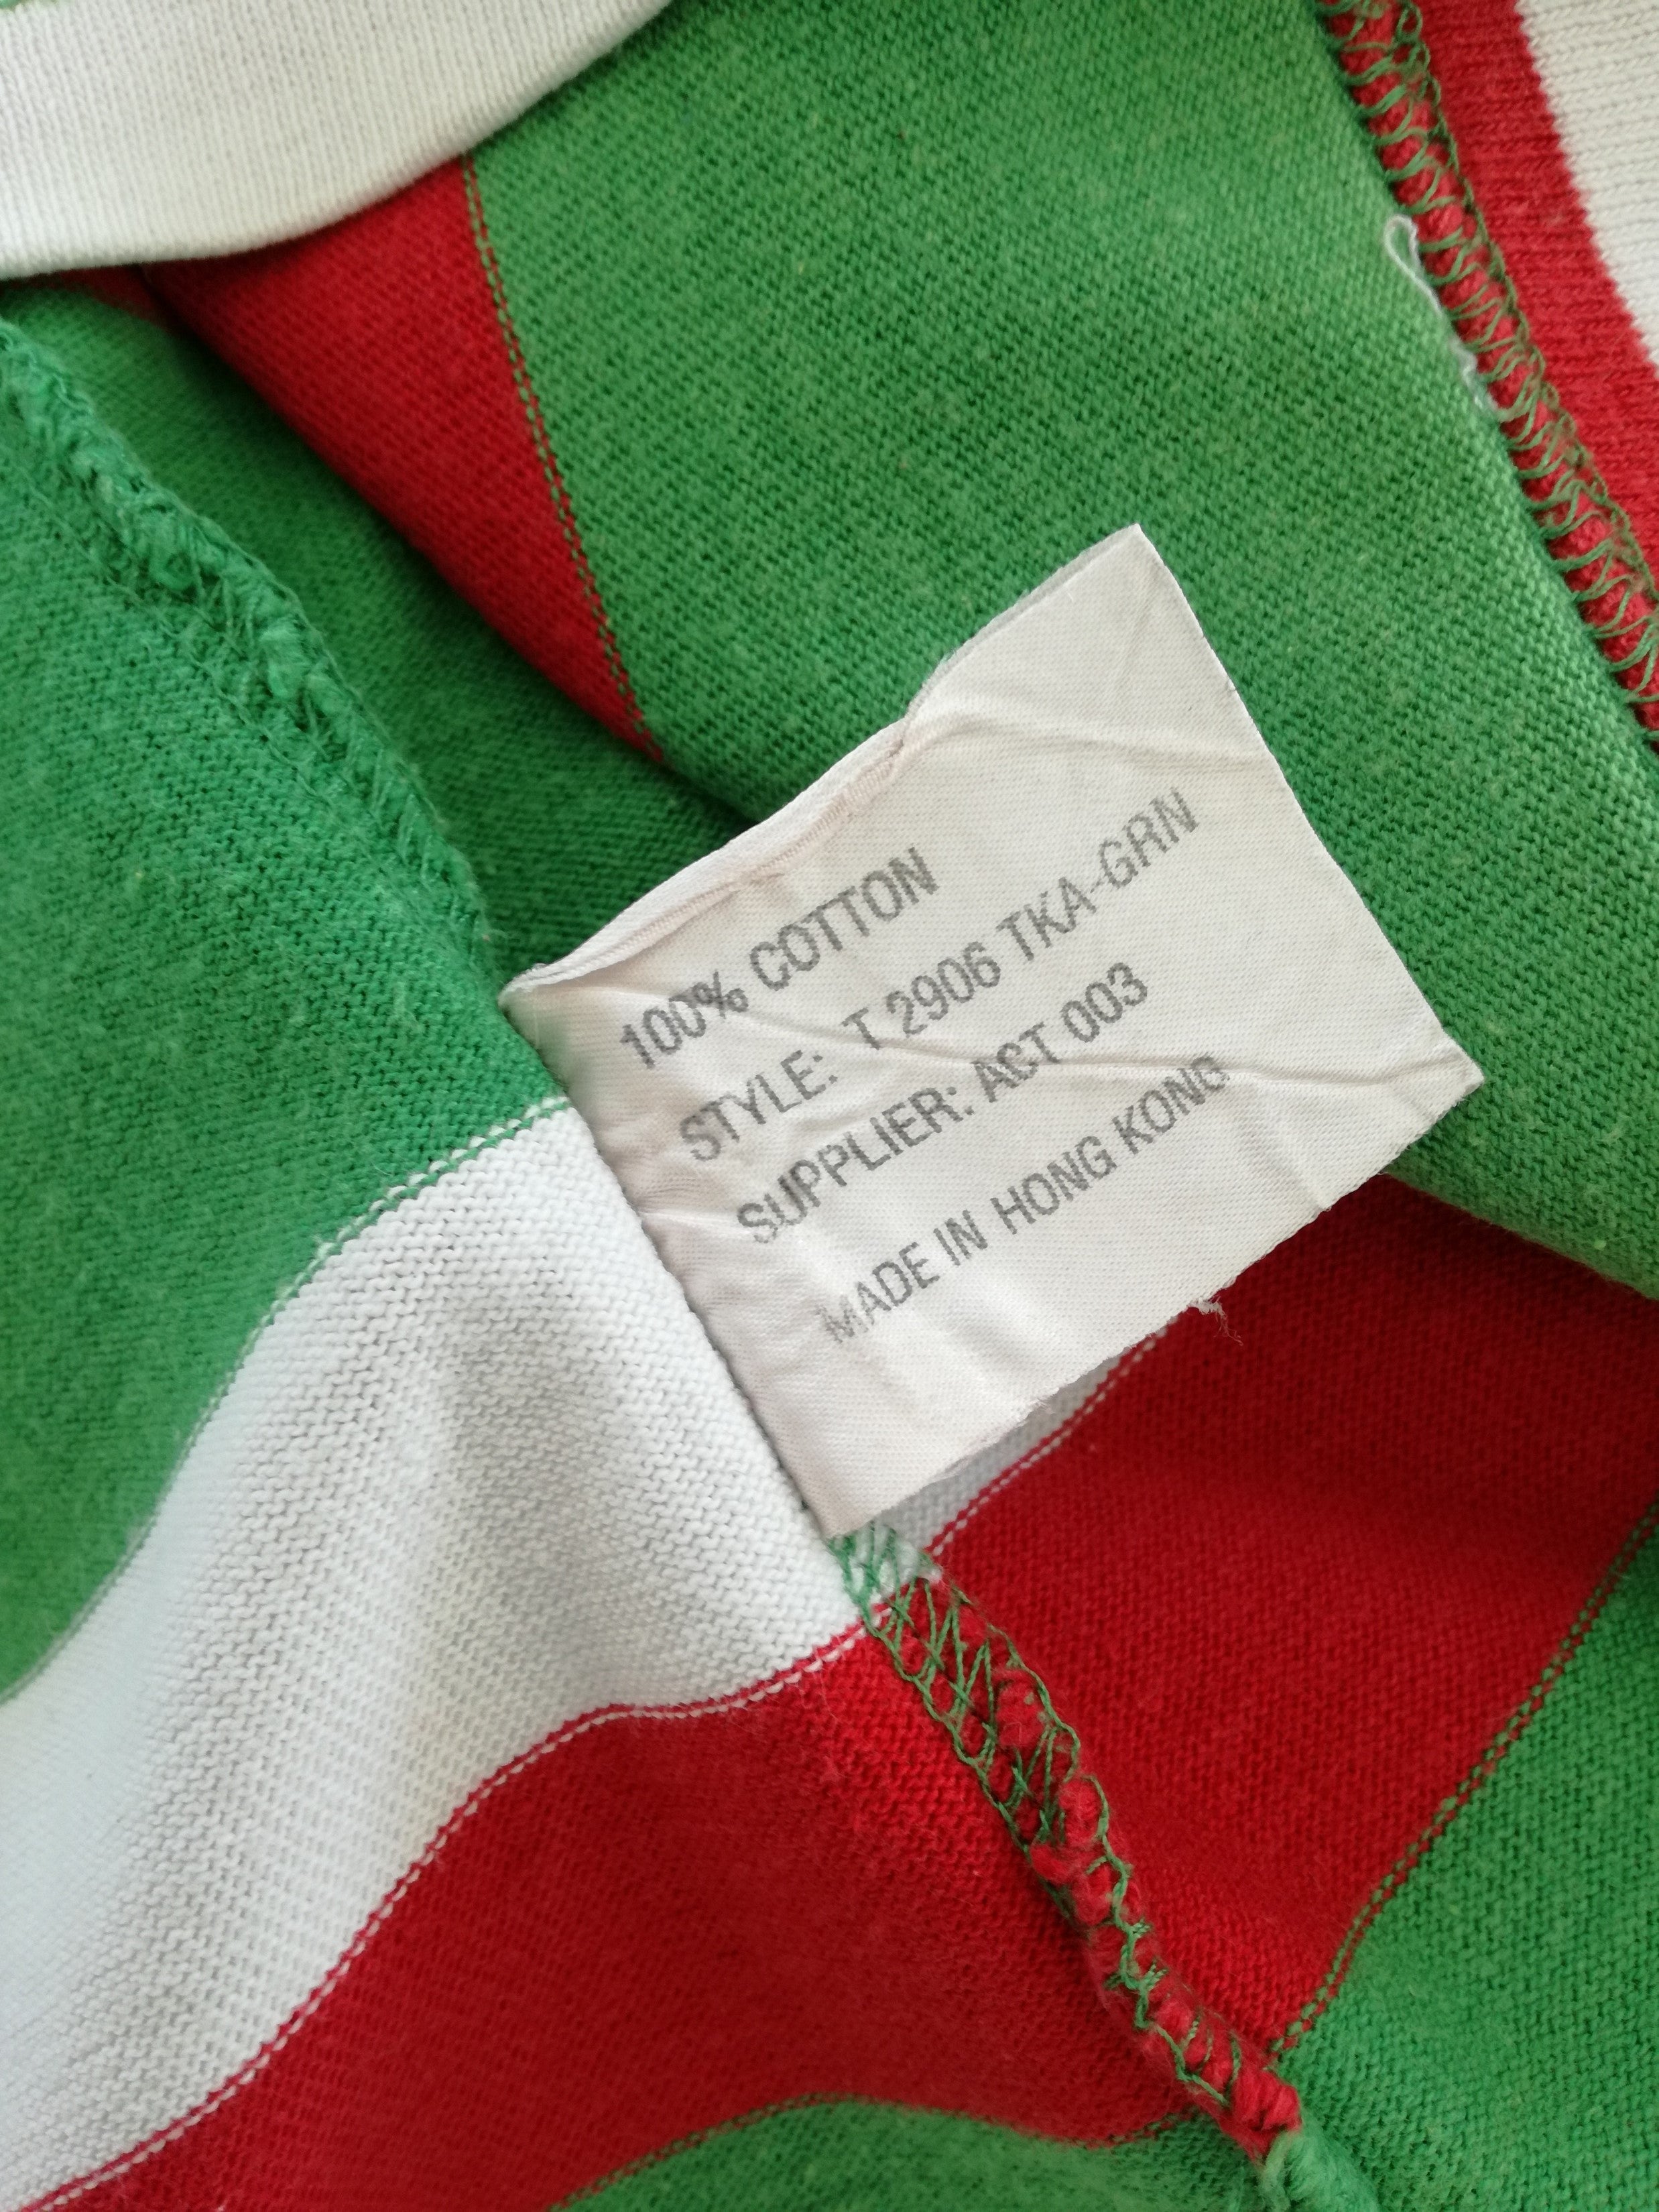 100% COTTON
STYLE: T 2906 TKA-GRN
SUPPLIER: ACT 003
MADE IN HONG KONG